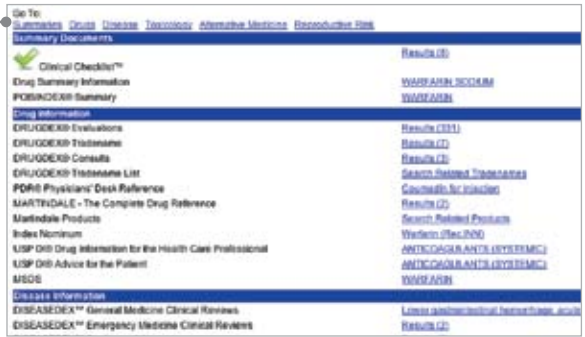 Go To:
Summaries Drugs Disease Toxicology Alternative Medicine Reproductive Risk
Summary Documents
Clinical Checklist™ Results (8)
Drug Summary Information WARFARIN SODIUM
POISINDEX® Summary WARFARIN
Drug Information
DRUGDEX® Evaluations Results (331)
DRUGDEX® Tradename Results (7)
DRUGDEX® Consults Results (3)
DRUGDEX® Tradename List Search Related Tradenames
PDR® Physicians' Desk Reference Coumadin for Injection
MARTINDALE - The Complete Drug Reference Results (2)
Martindale Products Search Related Products
Index Nominum Warfarin (Rec.INN)
USP DI® Drug Information for the Health Care Professional ANTICOAGULANTS (SYSTEMIC)
USP DI® Advice for the Patient ANTICOAGULANTS (SYSTEMIC)
MSDS WARFARIN
Disease Information
DISEASEDEX™ General Medicine Clinical Reviews Lower gastrointestinal hemorrhage, acute
DISEASEDEX™ Emergency Medicine Clinical Reviews Results (2)